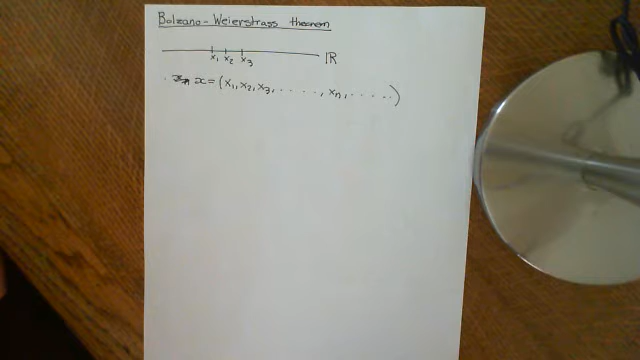 Bolzano-Weierstrass theorem
x₁ x₂ x₃ ℝ
x = (x₁, x₂, x₃, . . . . . , xₙ, . . . . .)